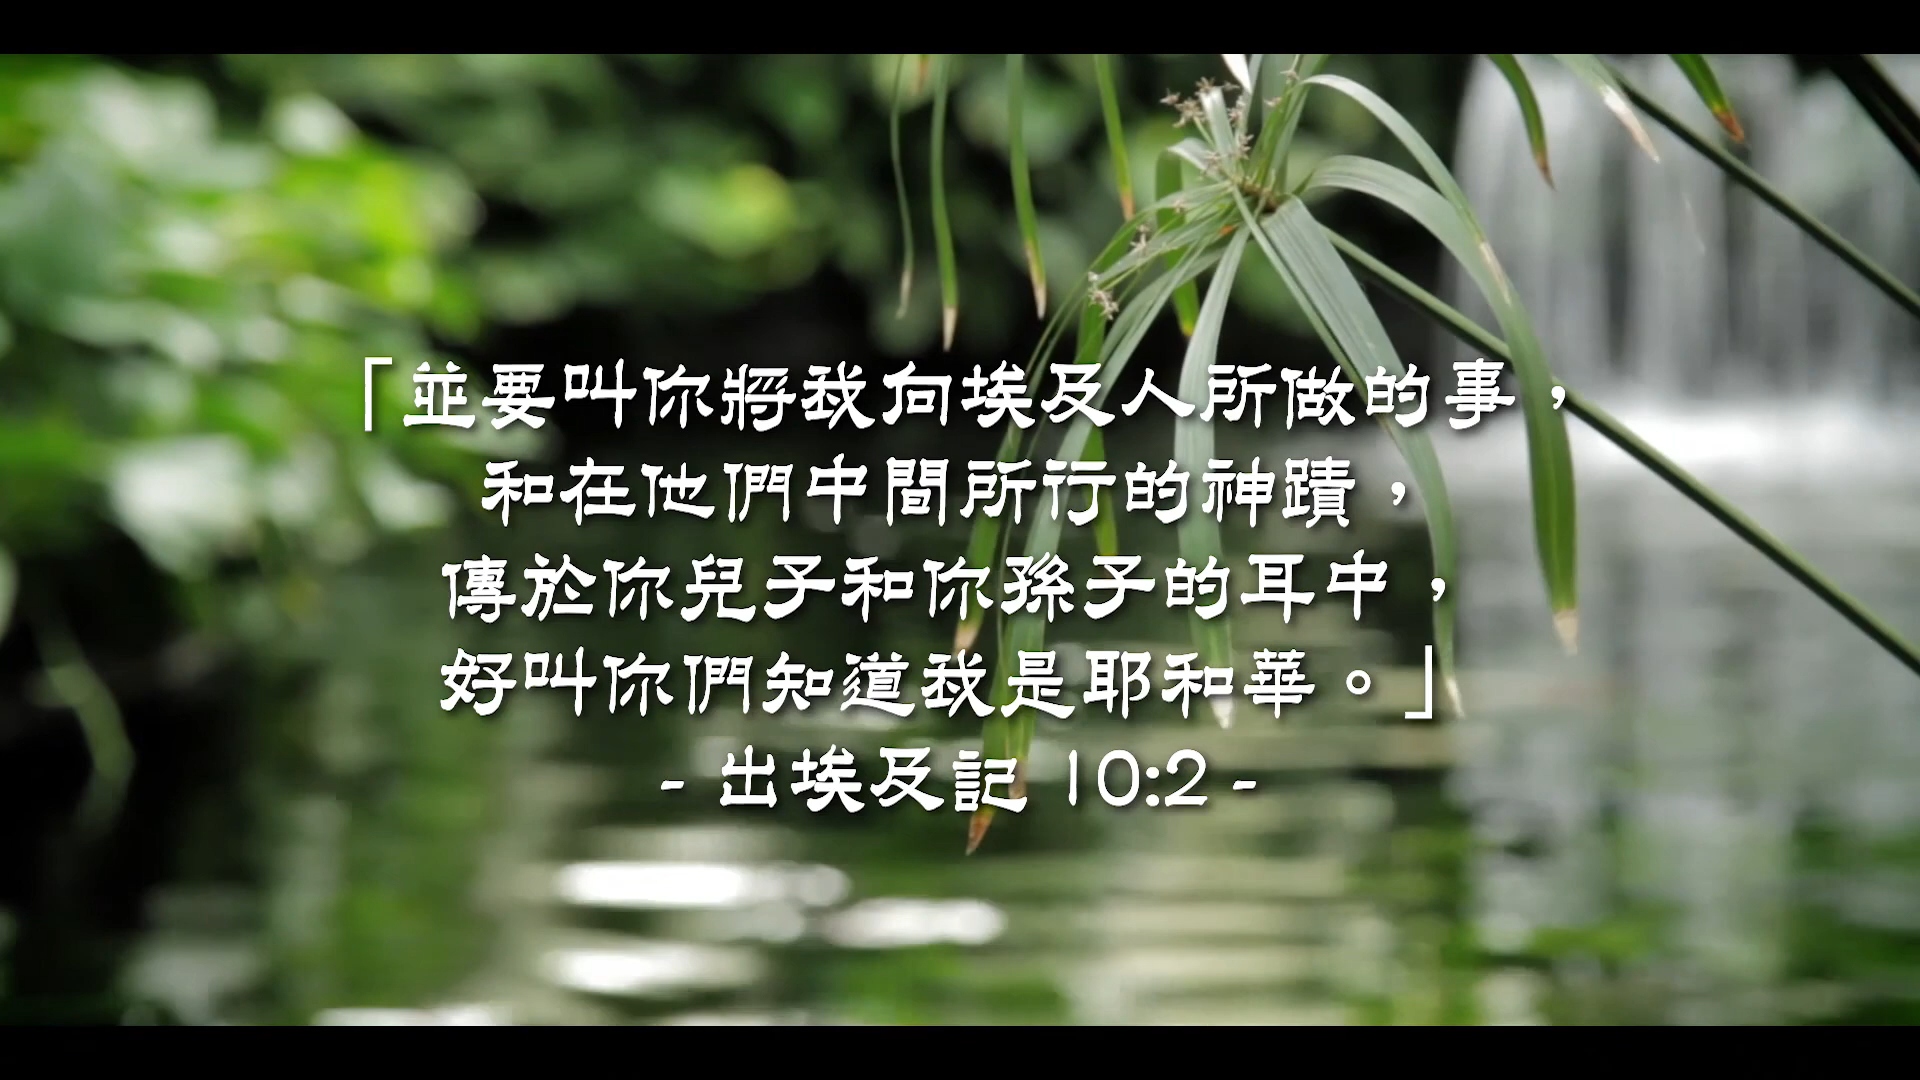 「並要叫你將我向埃及人所做的事，
和在他們中間所行的神蹟，
傳於你兒子和你孫子的耳中，
好叫你們知道我是耶和華。」
- 出埃及記 10:2 -